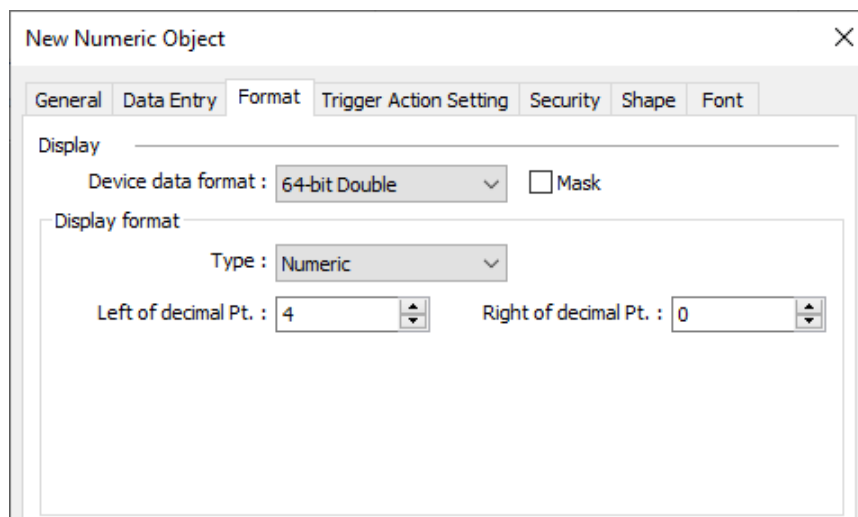 New Numeric Object
General Data Entry Format Trigger Action Setting Security Shape Font
Display
Device data format : 64-bit Double Mask
Display format
Type : Numeric
Left of decimal Pt. : 4 Right of decimal Pt. : 0